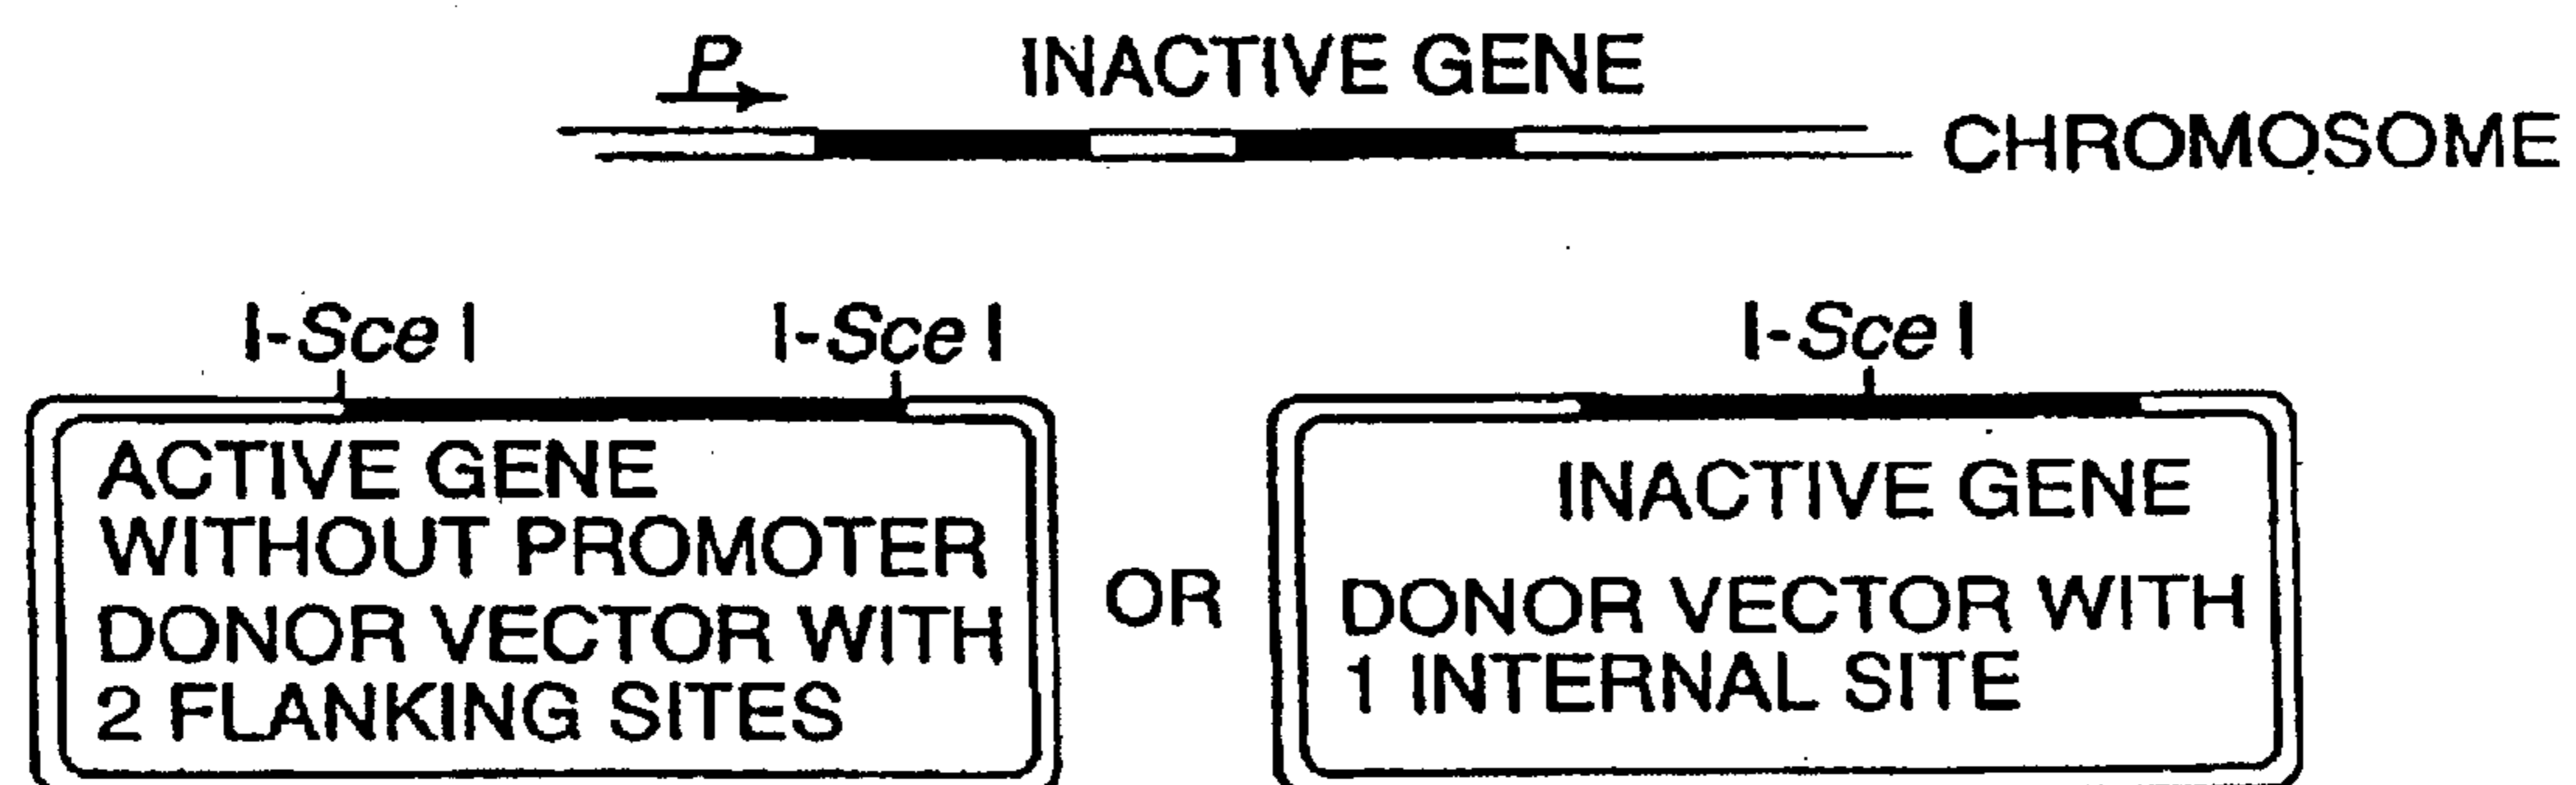 P
INACTIVE GENE
CHROMOSOME
I-Sce I
I-Sce I
I-Sce I
ACTIVE GENE
WITHOUT PROMOTER
DONOR VECTOR WITH
2 FLANKING SITES
OR
INACTIVE GENE
DONOR VECTOR WITH
1 INTERNAL SITE